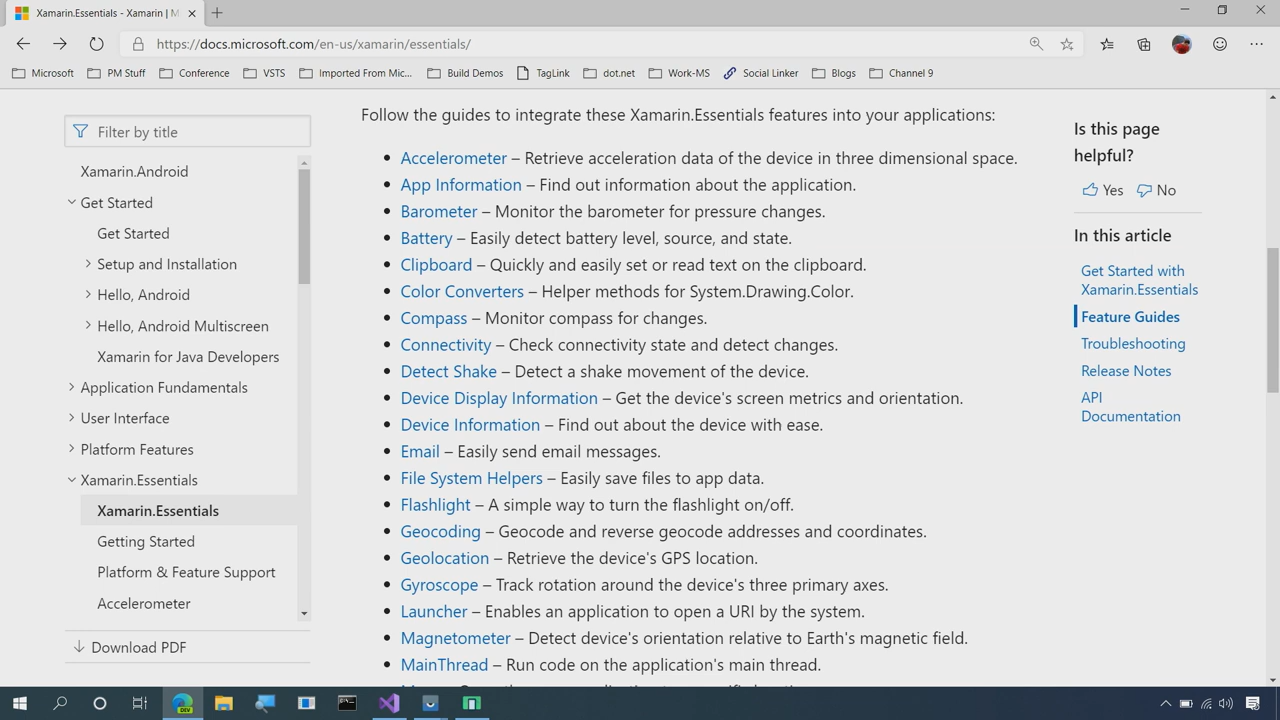 Xamarin.Essentials - Xamarin | M
https://docs.microsoft.com/en-us/xamarin/essentials/
Microsoft
PM Stuff
Conference
VSTS
Imported From Mic...
Build Demos
TagLink
dot.net
Work-MS
Social Linker
Blogs
Channel 9
Filter by title
Xamarin.Android
Get Started
Get Started
Setup and Installation
Hello, Android
Hello, Android Multiscreen
Xamarin for Java Developers
Application Fundamentals
User Interface
Platform Features
Xamarin.Essentials
Xamarin.Essentials
Getting Started
Platform & Feature Support
Accelerometer
Download PDF
Follow the guides to integrate these Xamarin.Essentials features into your applications:
• Accelerometer – Retrieve acceleration data of the device in three dimensional space.
• App Information – Find out information about the application.
• Barometer – Monitor the barometer for pressure changes.
• Battery – Easily detect battery level, source, and state.
• Clipboard – Quickly and easily set or read text on the clipboard.
• Color Converters – Helper methods for System.Drawing.Color.
• Compass – Monitor compass for changes.
• Connectivity – Check connectivity state and detect changes.
• Detect Shake – Detect a shake movement of the device.
• Device Display Information – Get the device's screen metrics and orientation.
• Device Information – Find out about the device with ease.
• Email – Easily send email messages.
• File System Helpers – Easily save files to app data.
• Flashlight – A simple way to turn the flashlight on/off.
• Geocoding – Geocode and reverse geocode addresses and coordinates.
• Geolocation – Retrieve the device's GPS location.
• Gyroscope – Track rotation around the device's three primary axes.
• Launcher – Enables an application to open a URI by the system.
• Magnetometer – Detect device's orientation relative to Earth's magnetic field.
• MainThread – Run code on the application's main thread.
Is this page
helpful?
Yes
No
In this article
Get Started with
Xamarin.Essentials
Feature Guides
Troubleshooting
Release Notes
API
Documentation
DEV